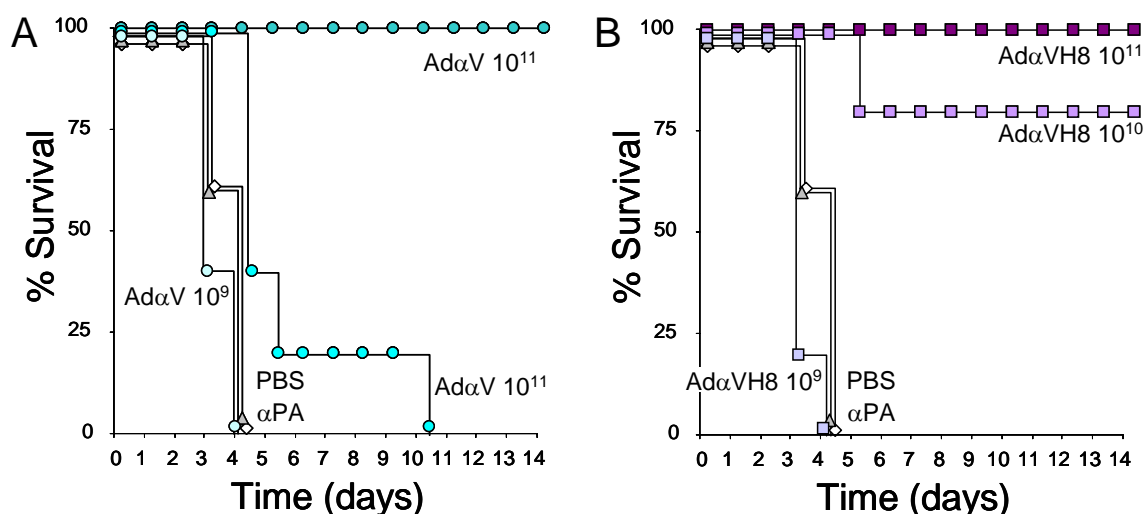 A
100
75
50
25
0
% Survival
AdαV 10¹¹
AdαV 10⁹
PBS
αPA
AdαV 10¹¹
0 1 2 3 4 5 6 7 8 9 10 11 12 13 14
Time (days)
B
100
75
50
25
0
% Survival
AdαVH8 10¹¹
AdαVH8 10¹⁰
AdαVH8 10⁹
PBS
αPA
0 1 2 3 4 5 6 7 8 9 10 11 12 13 14
Time (days)